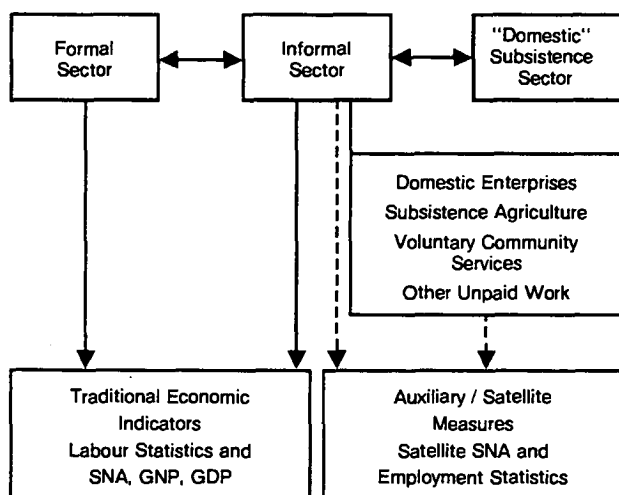 Formal
Sector
Informal
Sector
"Domestic"
Subsistence
Sector
Domestic Enterprises
Subsistence Agriculture
Voluntary Community
Services
Other Unpaid Work
Traditional Economic
Indicators
Labour Statistics and
SNA, GNP, GDP
Auxiliary / Satellite
Measures
Satellite SNA and
Employment Statistics